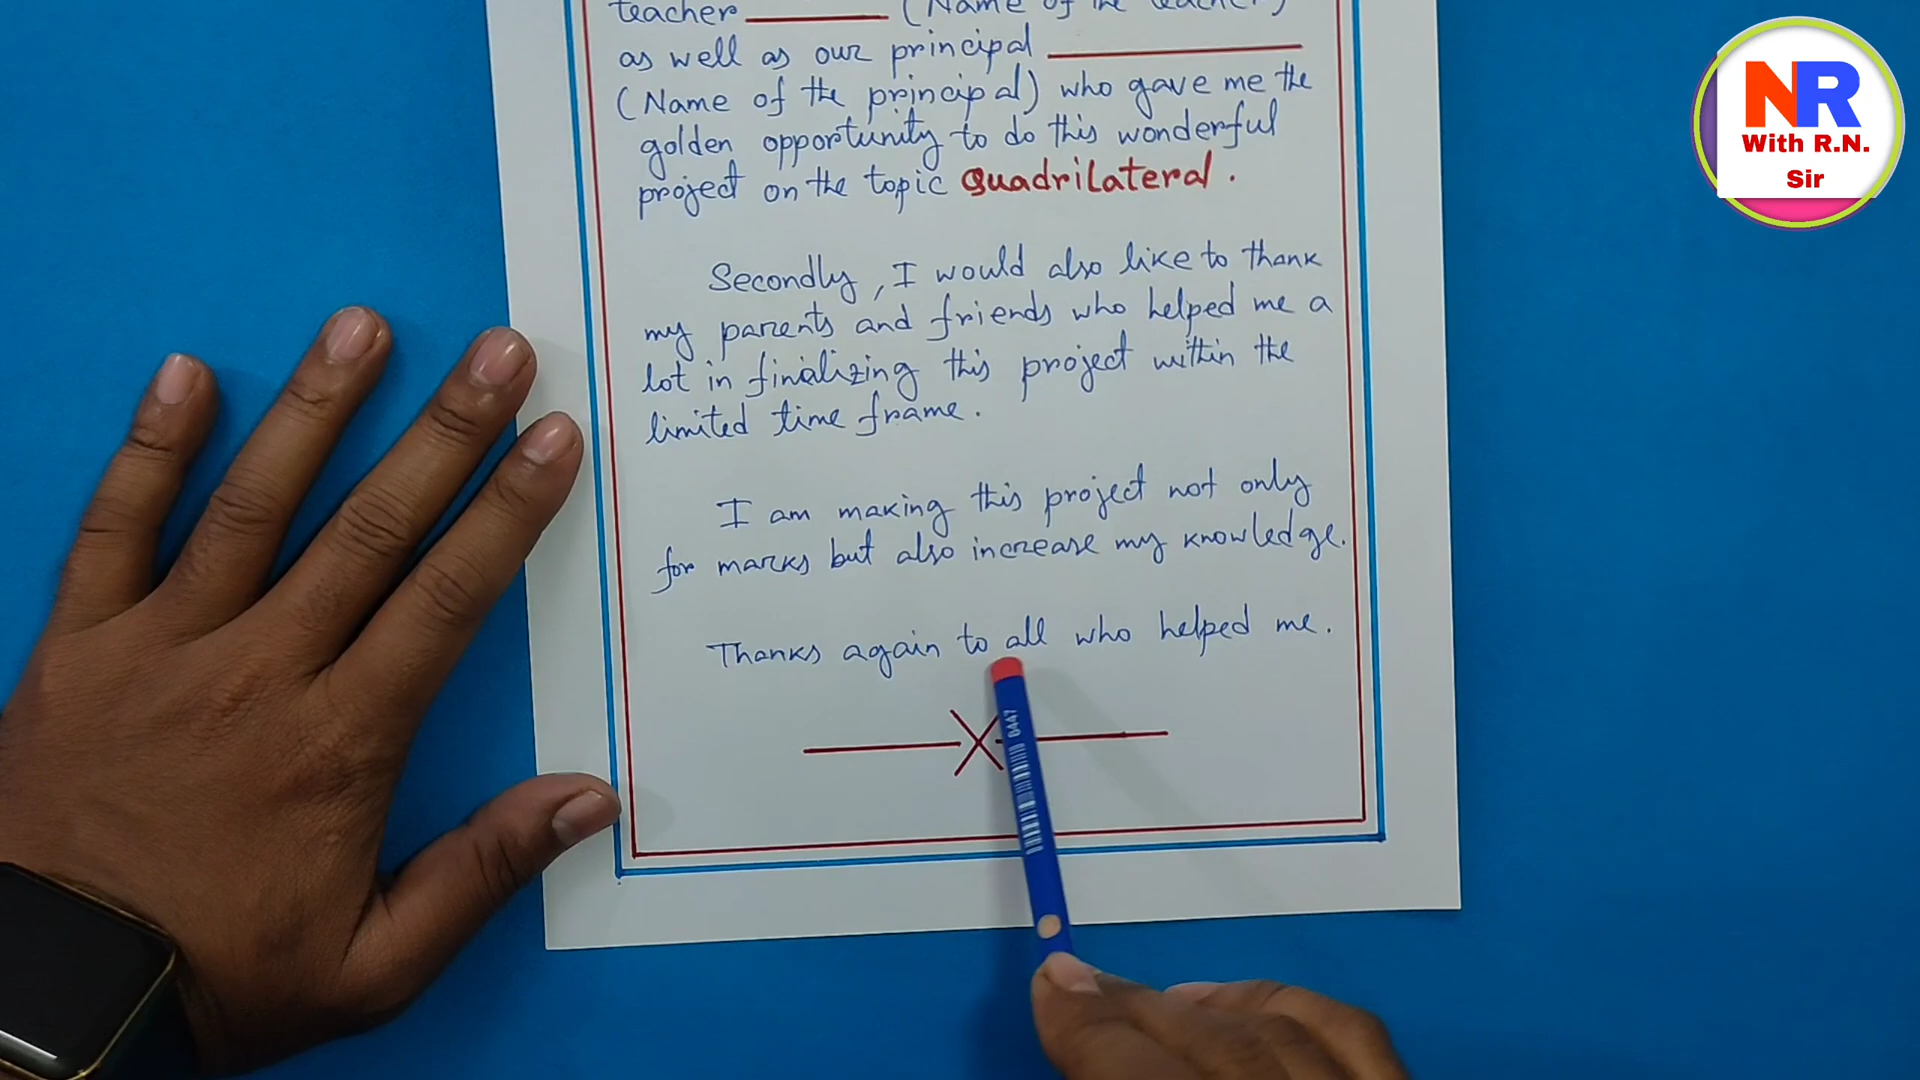 teacher ______ (Name of the teacher)
as well as our principal ______
(Name of the principal) who gave me the
golden opportunity to do this wonderful
project on the topic Quadrilateral.
Secondly, I would also like to thank
my parents and friends who helped me a
lot in finalizing this project within the
limited time frame.
I am making this project not only
for marks but also increase my knowledge.
Thanks again to all who helped me.
X
8447
NR
With R.N.
Sir